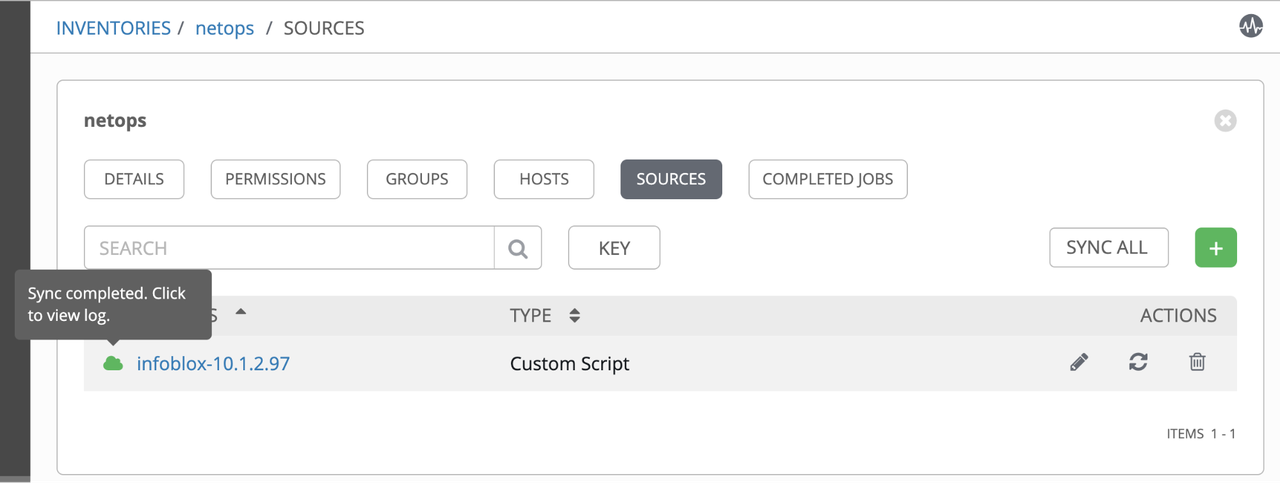 INVENTORIES / netops / SOURCES
netops
DETAILS PERMISSIONS GROUPS HOSTS SOURCES COMPLETED JOBS
SEARCH KEY SYNC ALL +
Sync completed. Click
to view log.
TYPE ACTIONS
infoblox-10.1.2.97 Custom Script
ITEMS 1 - 1